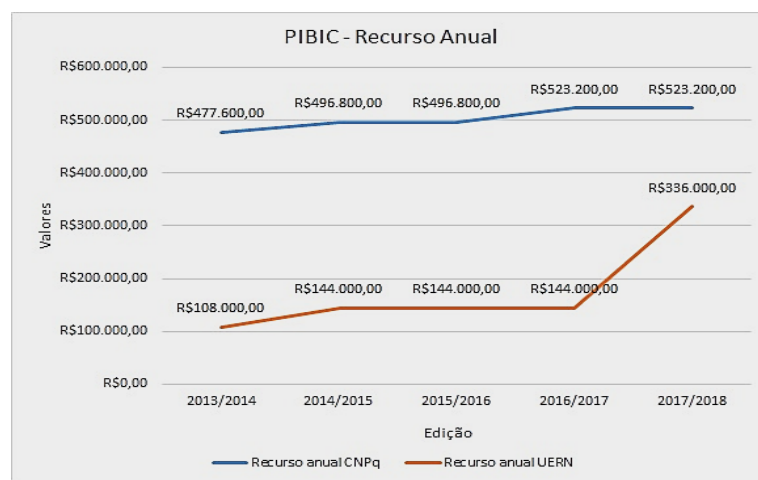 PIBIC - Recurso Anual
R$600.000,00
R$500.000,00
R$400.000,00
R$300.000,00
R$200.000,00
R$100.000,00
R$0,00
Valores
R$477.600,00
R$496.800,00
R$496.800,00
R$523.200,00
R$523.200,00
R$108.000,00
R$144.000,00
R$144.000,00
R$144.000,00
R$336.000,00
2013/2014
2014/2015
2015/2016
2016/2017
2017/2018
Edição
Recurso anual CNPq
Recurso anual UERN